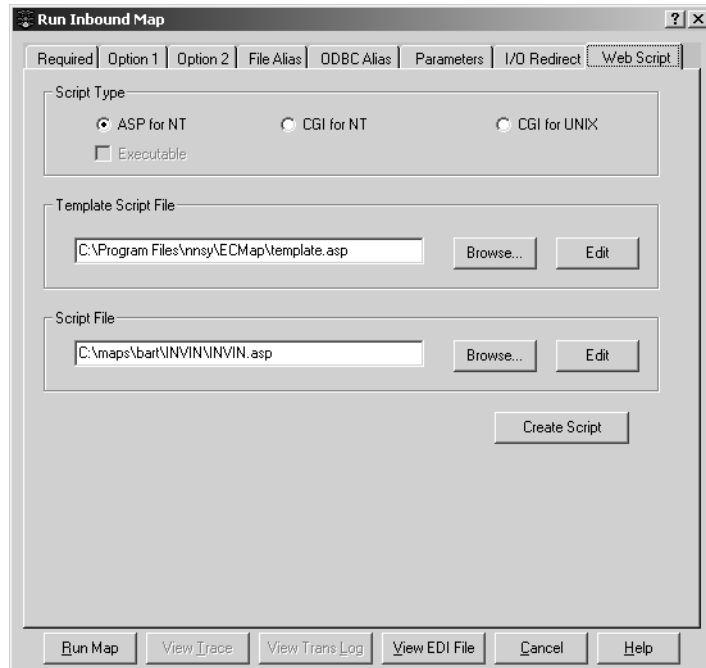 Run Inbound Map
Required Option 1 Option 2 File Alias ODBC Alias Parameters I/O Redirect Web Script
Script Type
ASP for NT CGI for NT CGI for UNIX
Executable
Template Script File
C:\Program Files\nnsy\ECMap\template.asp Browse... Edit
Script File
C:\maps\bart\INVIN\INVIN.asp Browse... Edit
Create Script
Run Map View Trace View Trans Log View EDI File Cancel Help